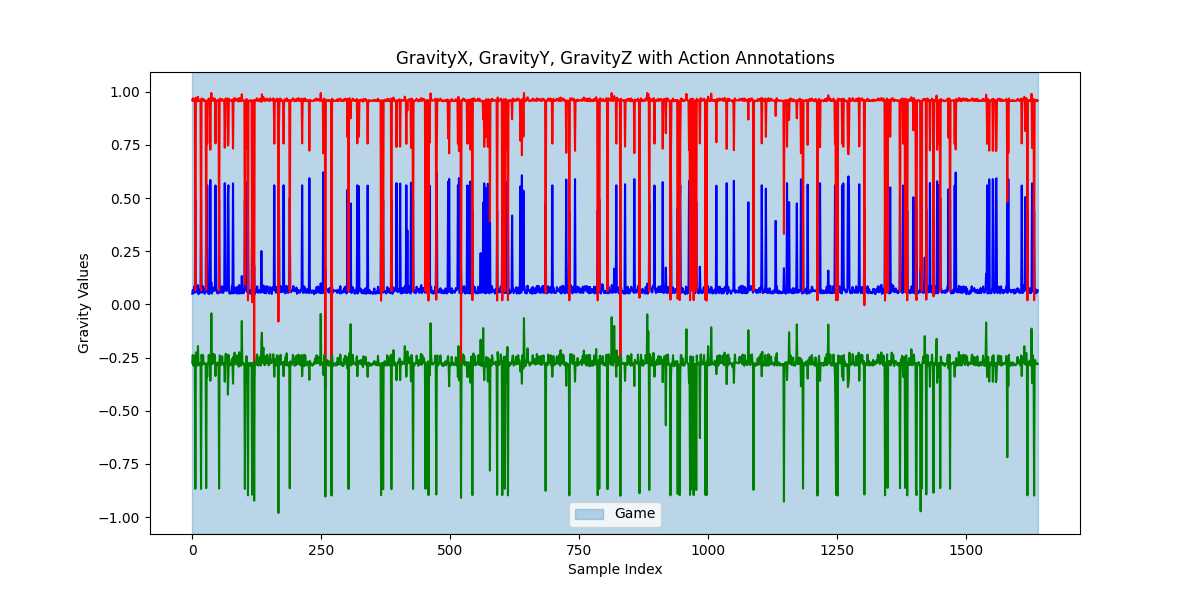 GravityX, GravityY, GravityZ with Action Annotations
1.00
0.75
0.50
0.25
0.00
−0.25
−0.50
−0.75
−1.00
Gravity Values
Game
0 250 500 750 1000 1250 1500
Sample Index